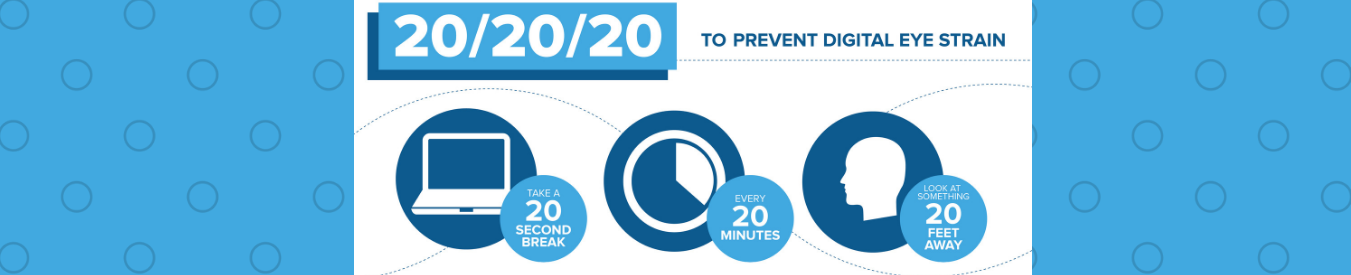 20/20/20
TO PREVENT DIGITAL EYE STRAIN
TAKE A
20
SECOND
BREAK
EVERY
20
MINUTES
LOOK AT
SOMETHING
20
FEET
AWAY